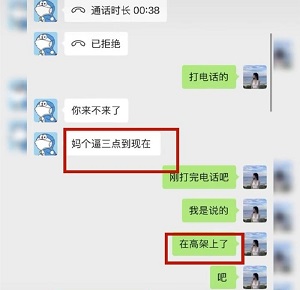 通话时长 00:38
已拒绝
打电话的
你来不来了
妈个逼三点到现在
刚打完电话吧
我是说的
在高架上了
吧